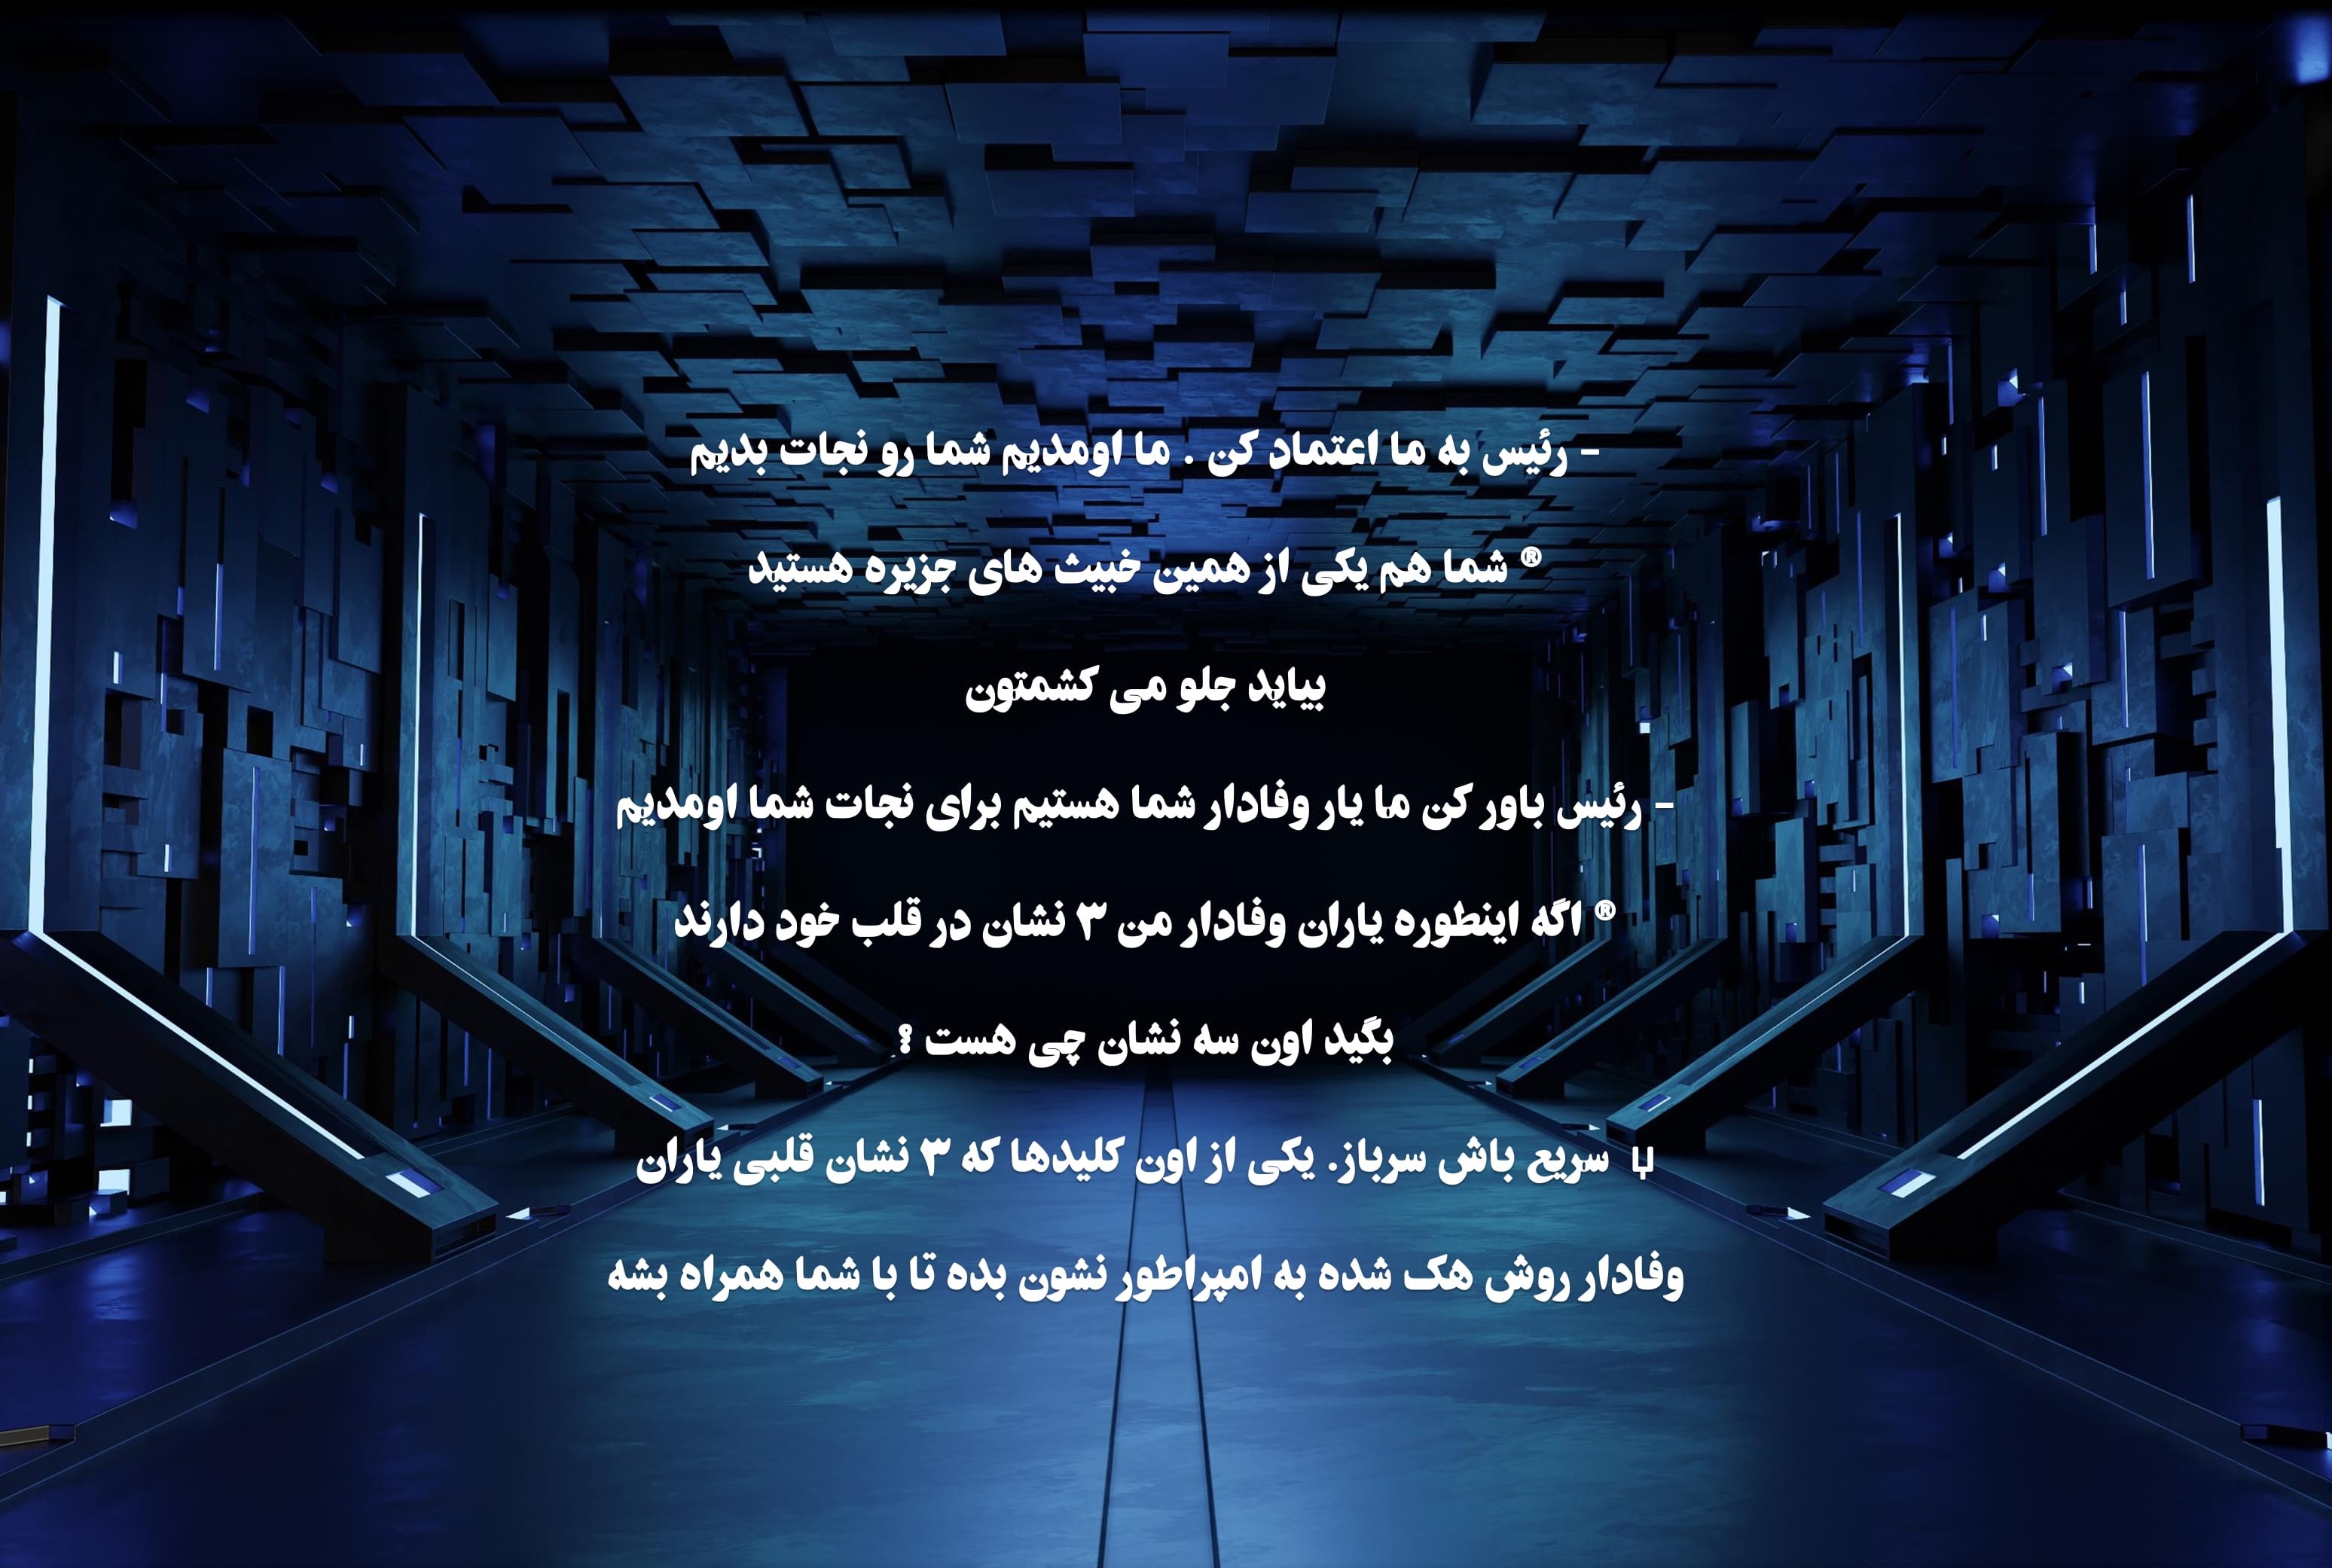 - رئیس به ما اعتماد کن . ما اومدیم شما رو نجات بدیم
® شما هم یکی از همین خبیث های جزیره هستید
بیاید جلو می کشمتون
- رئیس باور کن ما یار وفادار شما هستیم برای نجات شما اومدیم
® اگه اینطوره یاران وفادار من ۳ نشان در قلب خود دارند
بگید اون سه نشان چی هست ؟
سریع باش سرباز. یکی از اون کلیدها که ۳ نشان قلبی یاران
وفادار روش هک شده به امپراطور نشون بده تا با شما همراه بشه